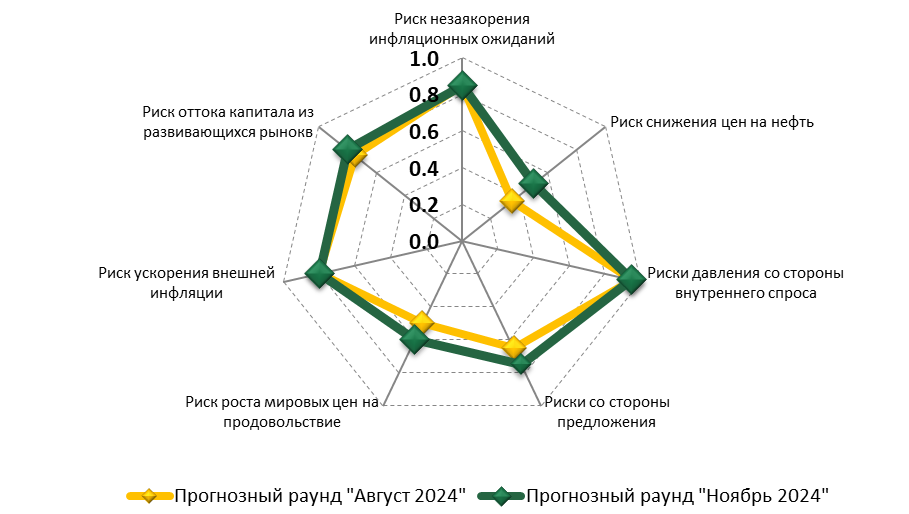 Риск незаякорения
инфляционных ожиданий
1.0
Риск оттока капитала из
развивающихся рынокв
0.8
Риск снижения цен на нефть
0.6
0.4
0.2
0.0
Риск ускорения внешней
инфляции
Риски давления со стороны
внутреннего спроса
Риск роста мировых цен на
продовольствие
Риски со стороны
предложения
Прогнозный раунд "Август 2024"
Прогнозный раунд "Ноябрь 2024"